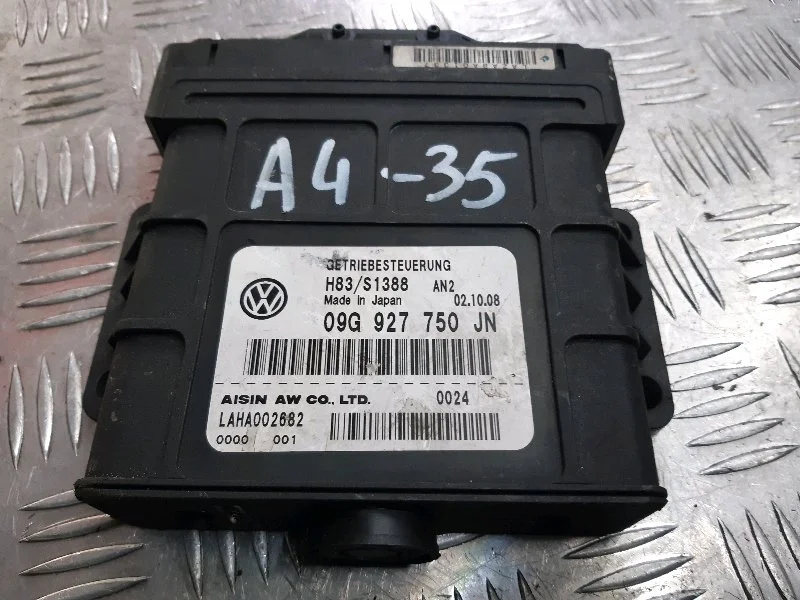 A4-35
GETRIEBESTEUERUNG
H83/S1388 AN2
Made in Japan 02.10.08
09G 927 750 JN
AISIN AW CO., LTD. 0024
LAHA002682
0000 001